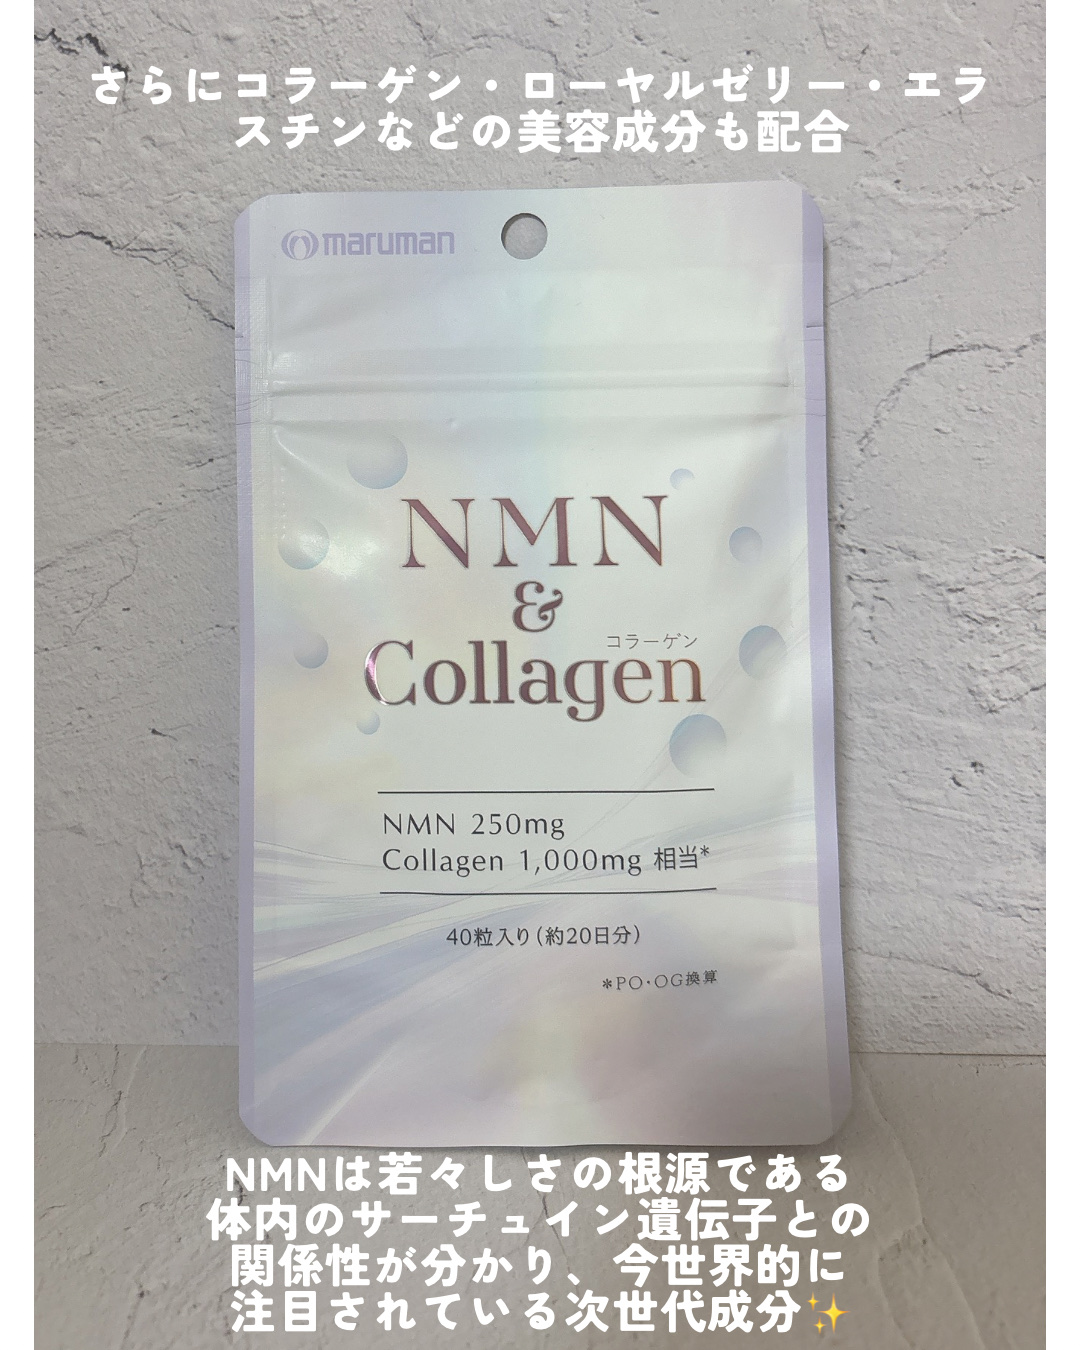 さらにコラーゲン・ローヤルゼリー・エラ
スチンなどの美容成分も配合
maruman
NMN
&
コラーゲン
Collagen
NMN 250mg
Collagen 1,000mg 相当*
40粒入り(約20日分)
*PO・OG換算
NMNは若々しさの根源である
体内のサーチュイン遺伝子との
関係性が分かり、今世界的に
注目されている次世代成分✨